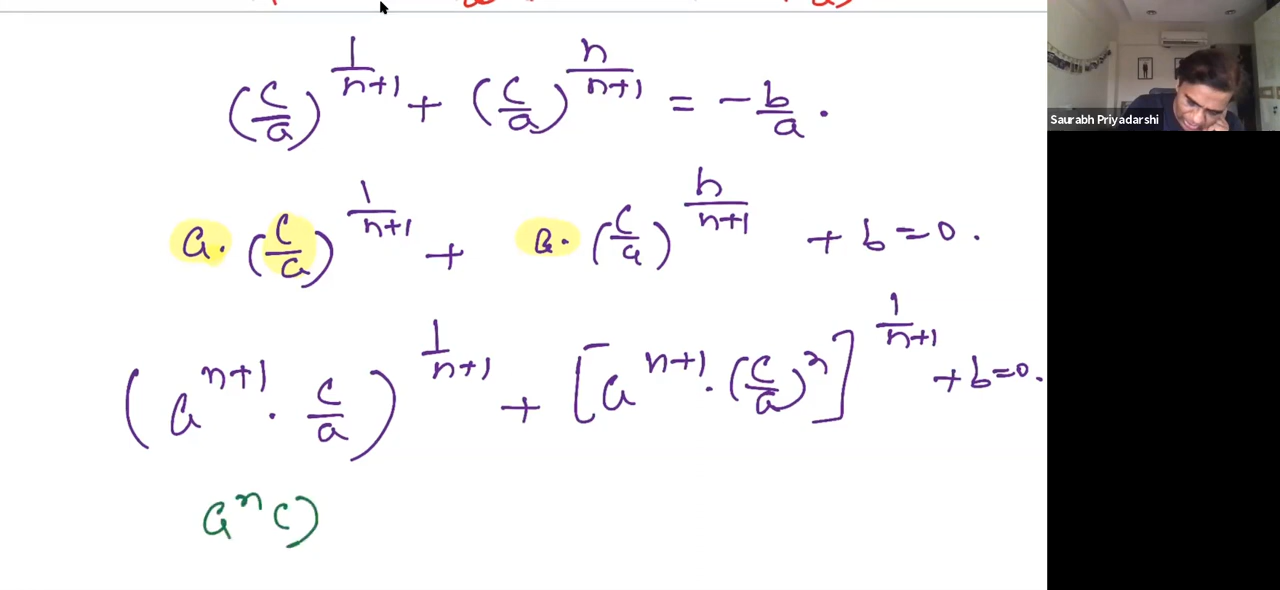 (c/a)^(1/(n+1)) + (c/a)^(n/(n+1)) = -b/a.
Saurabh Priyadarshi
a.(c/a)^(1/(n+1)) + a.(c/a)^(n/(n+1)) + b=0.
(a^(n+1) . c/a)^(1/(n+1)) + [a^(n+1) . (c/a)^n]^(1/(n+1)) + b=0.
a^n c)